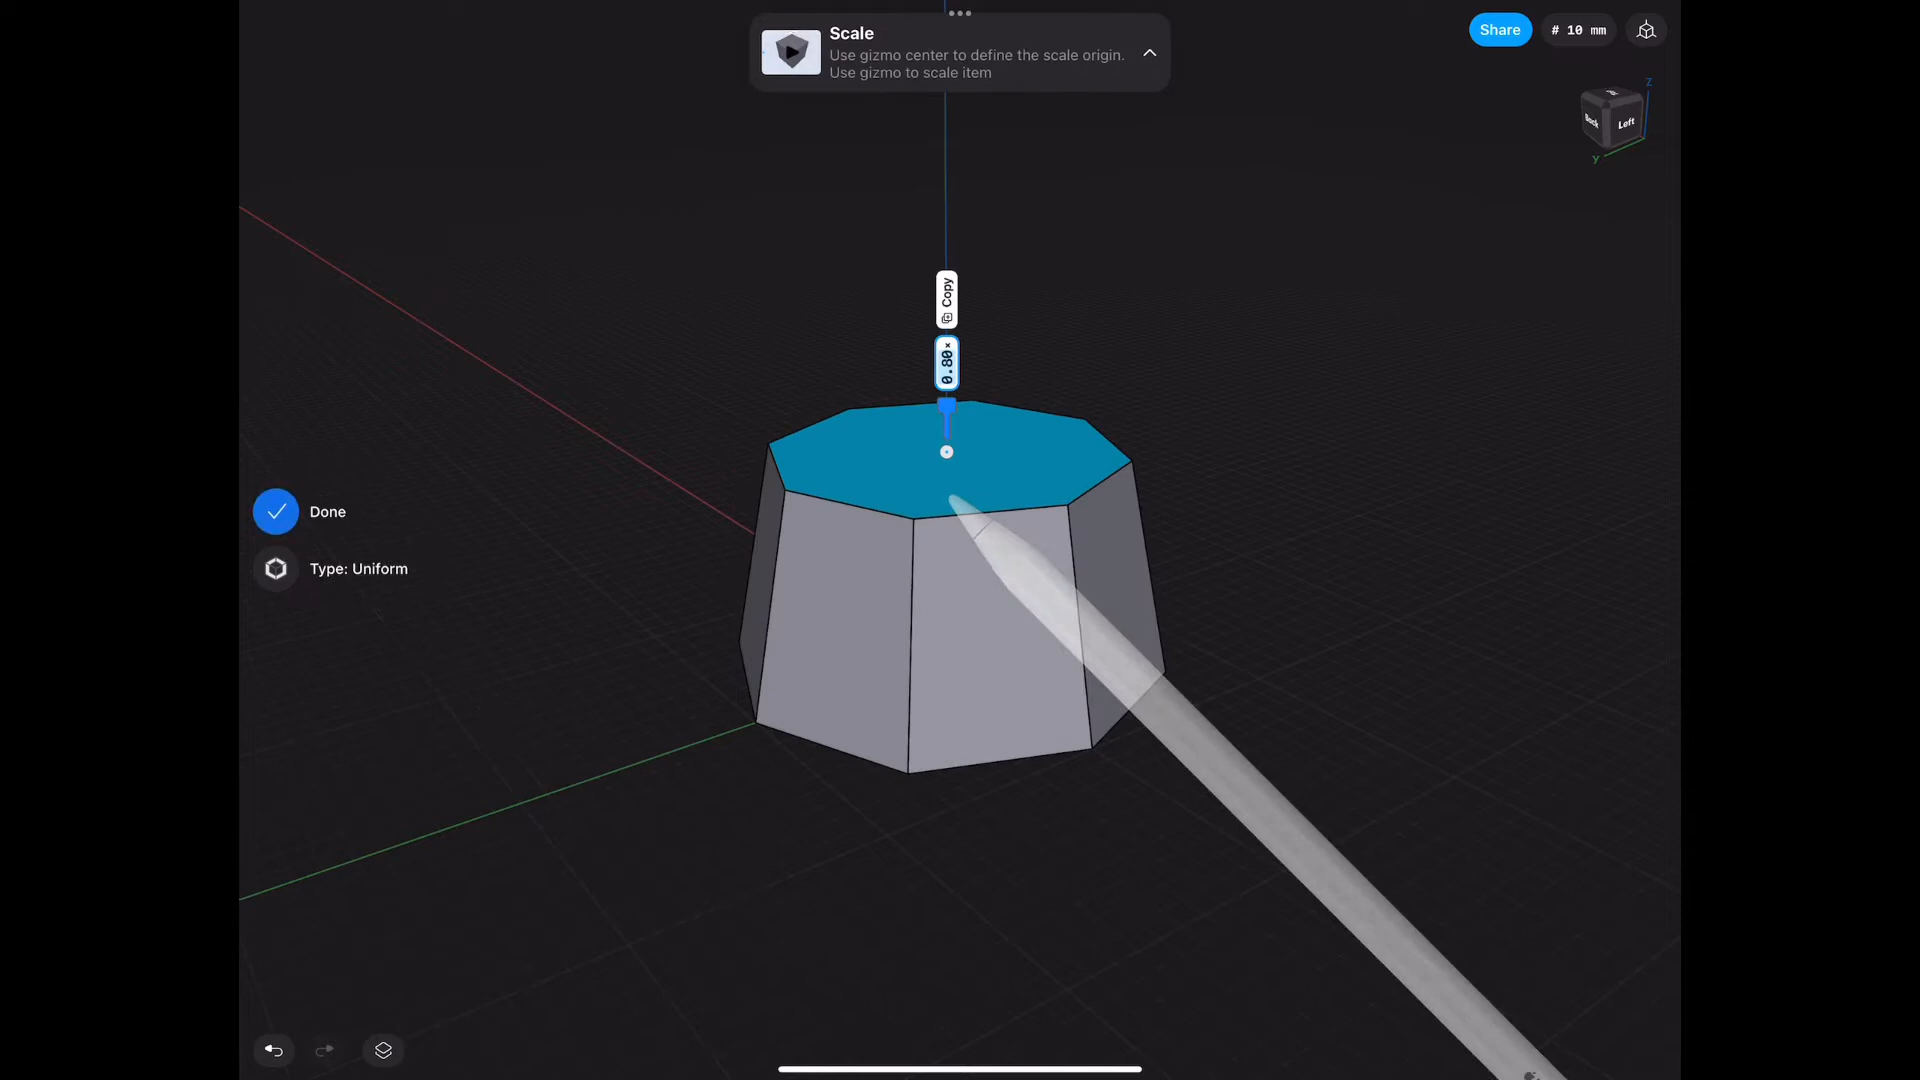 Scale
Use gizmo center to define the scale origin.
Use gizmo to scale item
Share
# 10 mm
Z
Back
Left
Y
Copy
0.80×
Done
Type: Uniform